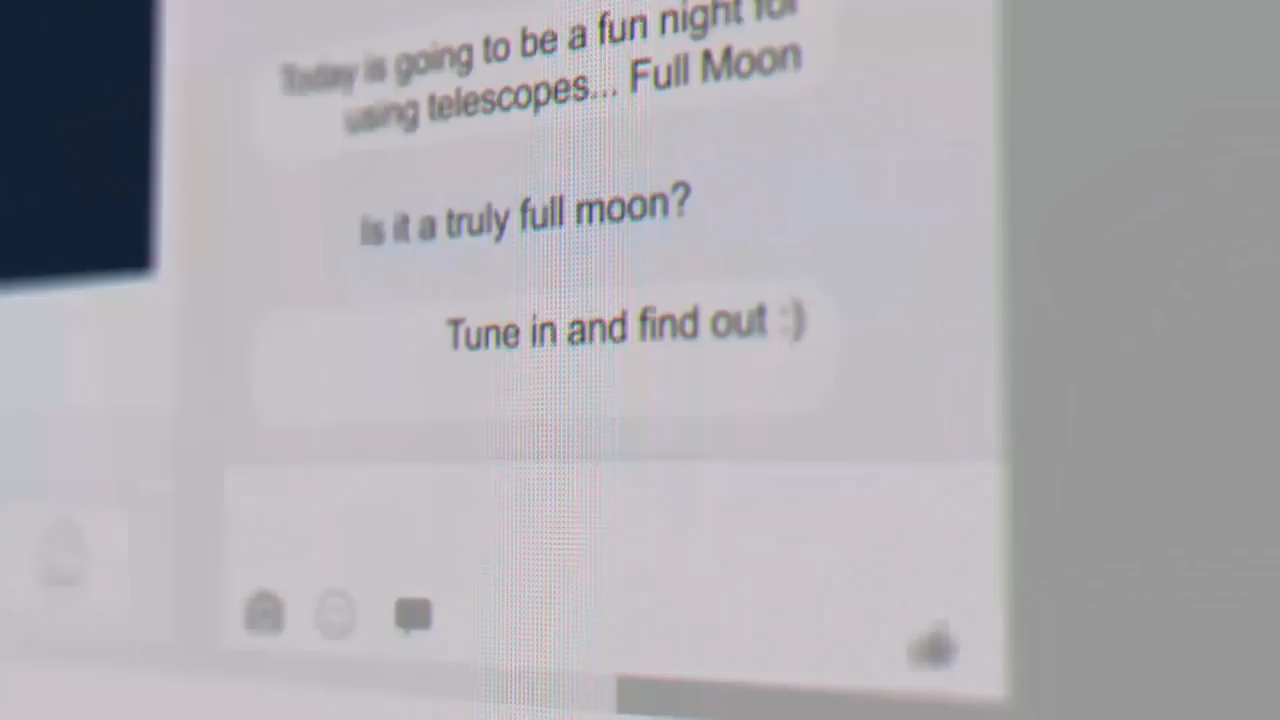 Today is going to be a fun night for
using telescopes... Full Moon
Is it a truly full moon?
Tune in and find out :)